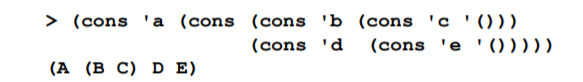 > (cons 'a (cons (cons 'b (cons 'c '()))
(cons 'd (cons 'e '()))))
(A (B C) D E)